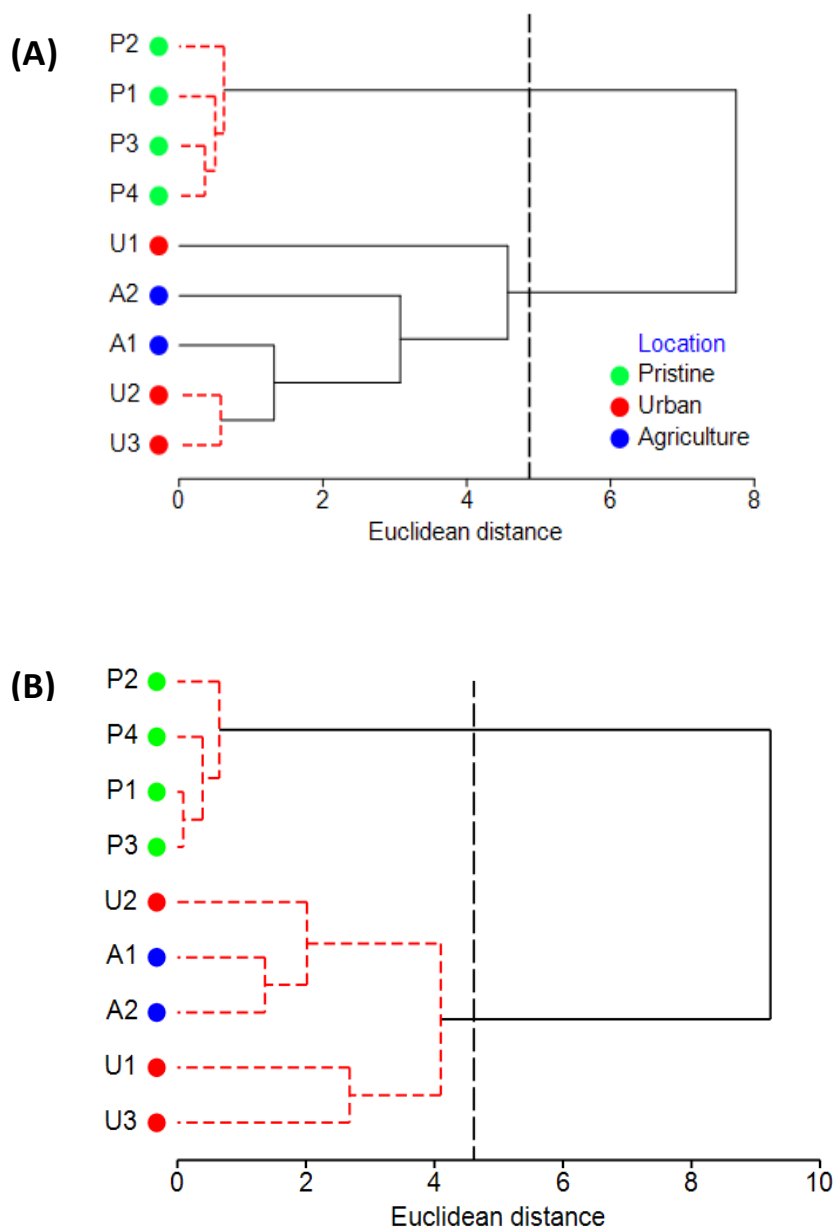 (A)
P2
P1
P3
P4
U1
A2
A1
U2
U3
Location
Pristine
Urban
Agriculture
0 2 4 6 8
Euclidean distance
(B)
P2
P4
P1
P3
U2
A1
A2
U1
U3
0 2 4 6 8 10
Euclidean distance